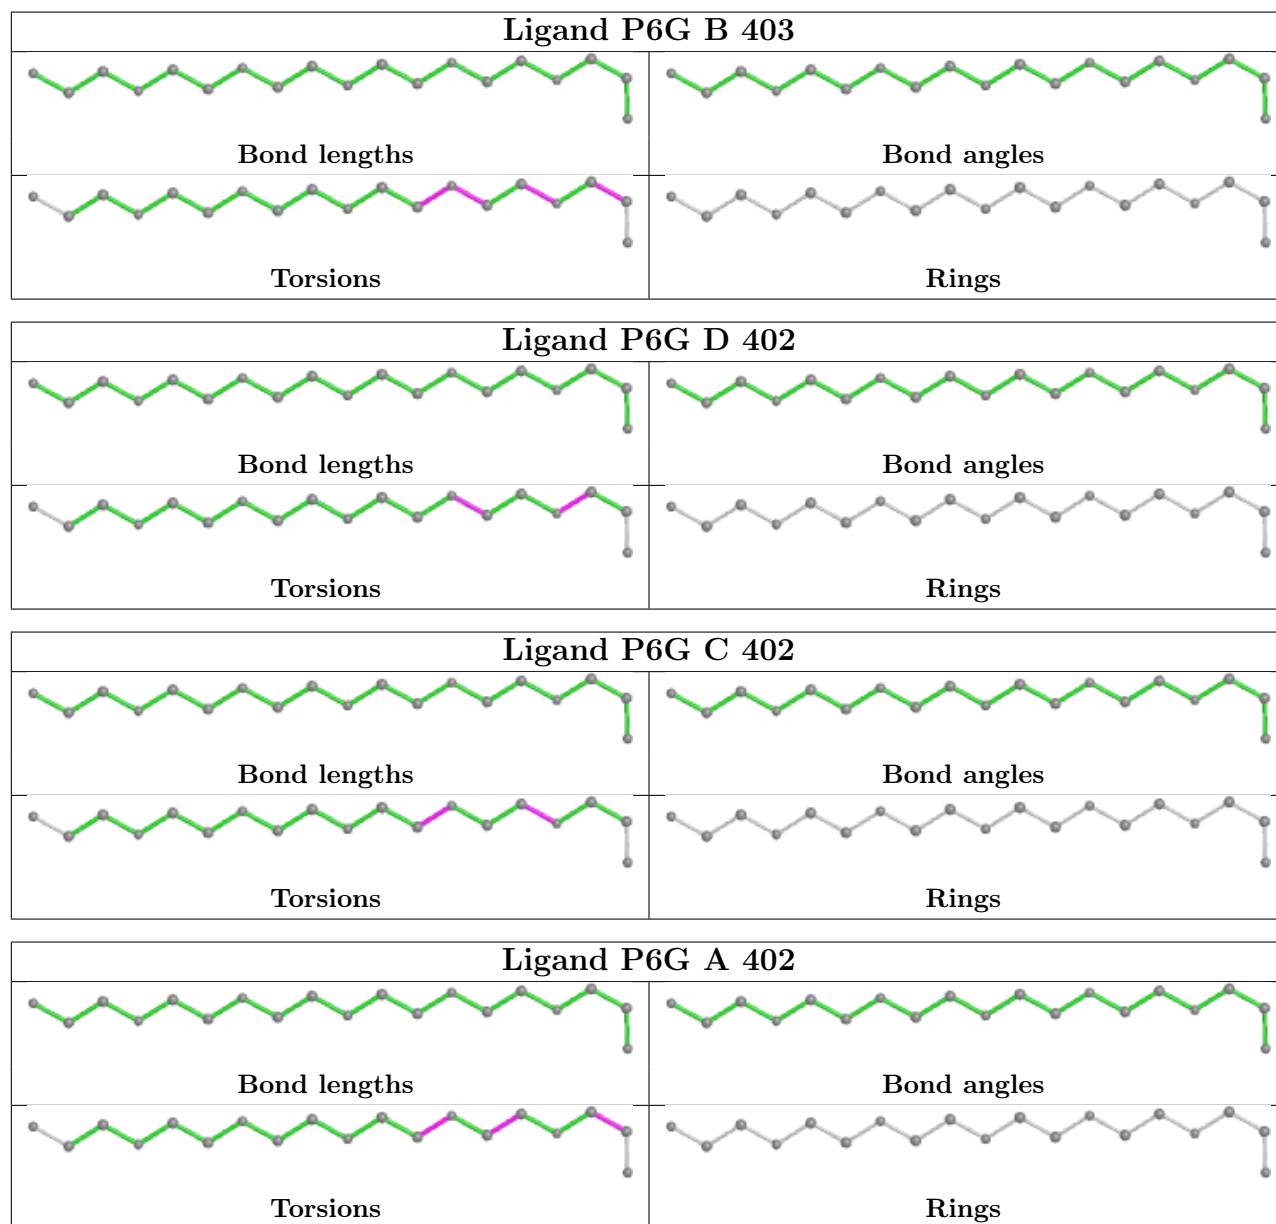 Ligand P6G B 403
Bond lengths Bond angles
Torsions Rings
Ligand P6G D 402
Bond lengths Bond angles
Torsions Rings
Ligand P6G C 402
Bond lengths Bond angles
Torsions Rings
Ligand P6G A 402
Bond lengths Bond angles
Torsions Rings